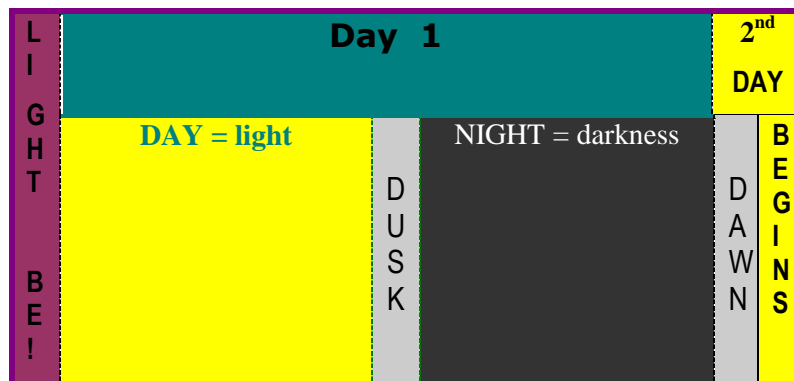 LIGHT BE!
Day 1
2nd
DAY
DAY = light
DUSK
NIGHT = darkness
DAWN
BEGINS